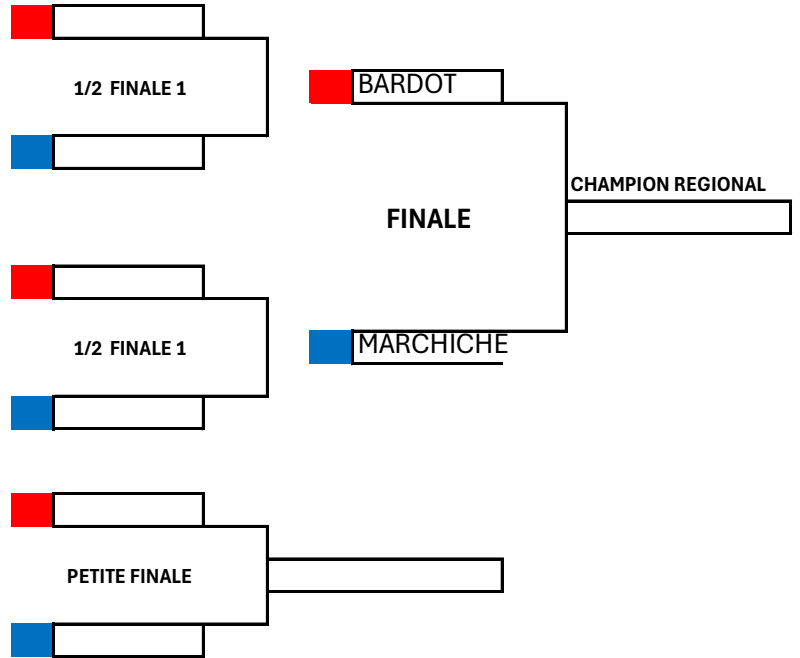 1/2 FINALE 1
BARDOT
CHAMPION REGIONAL
FINALE
MARCHICHE
1/2 FINALE 1
PETITE FINALE